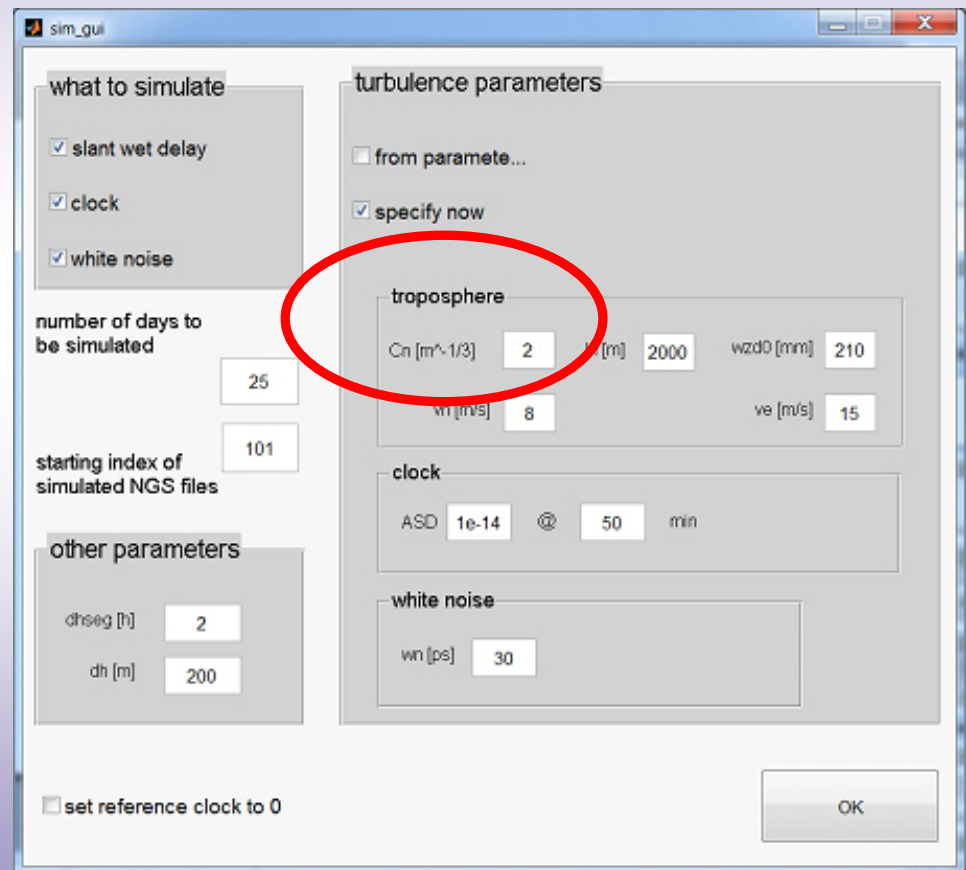 sim_gui
what to simulate
slant wet delay
clock
white noise
number of days to
be simulated
25
starting index of
simulated NGS files
101
other parameters
dhseg [h] 2
dh [m] 200
set reference clock to 0
turbulence parameters
from paramete...
specify now
troposphere
Cn [m^-1/3] 2 [m] 2000 wzd0 [mm] 210
vn [m/s] 8 ve [m/s] 15
clock
ASD 1e-14 @ 50 min
white noise
wn [ps] 30
OK